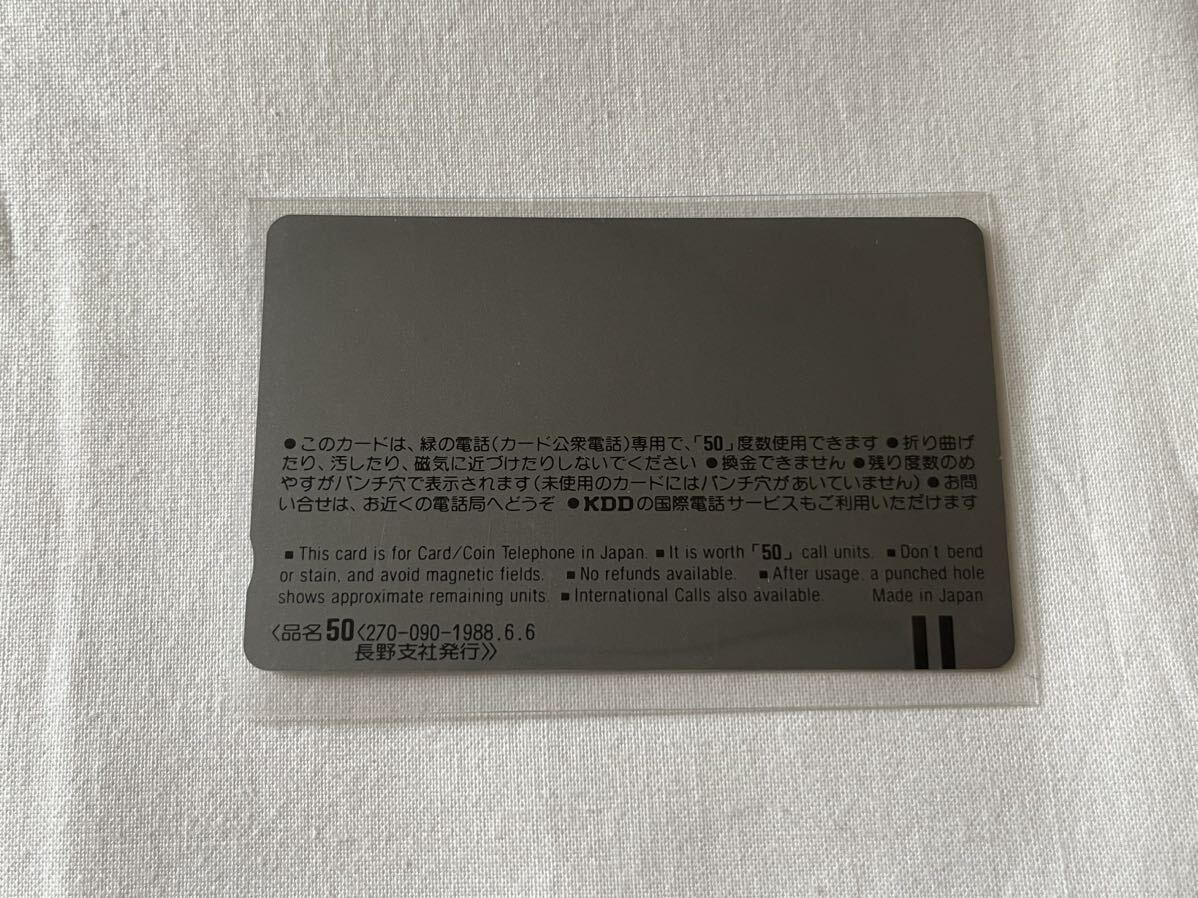 ●このカードは、緑の電話(カード公衆電話)専用で、「50」度数使用できます ●折り曲げ
たり、汚したり、磁気に近づけたりしないでください ●換金できません ●残り度数のめ
やすがパンチ穴で表示されます(未使用のカードにはパンチ穴があいていません) ●お問
い合せは、お近くの電話局へどうぞ ●KDDの国際電話サービスもご利用いただけます
■ This card is for Card/Coin Telephone in Japan. ■ It is worth「50」call units. ■ Don't bend
or stain, and avoid magnetic fields. ■ No refunds available. ■ After usage, a punched hole
shows approximate remaining units. ■ International Calls also available. Made in Japan
〈品名50〈270-090-1988.6.6
長野支社発行》